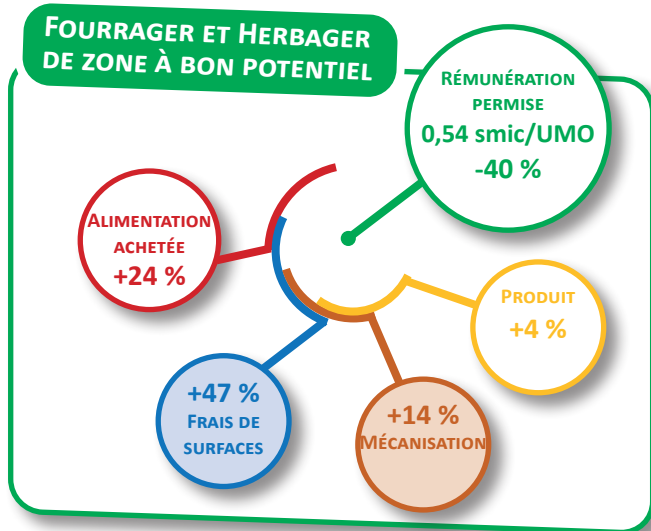 FOURRAGER ET HERBAGER
DE ZONE À BON POTENTIEL
RÉMUNÉRATION
PERMISE
0,54 smic/UMO
-40 %
ALIMENTATION
ACHETÉE
+24 %
PRODUIT
+4 %
+47 %
FRAIS DE
SURFACES
+14 %
MÉCANISATION